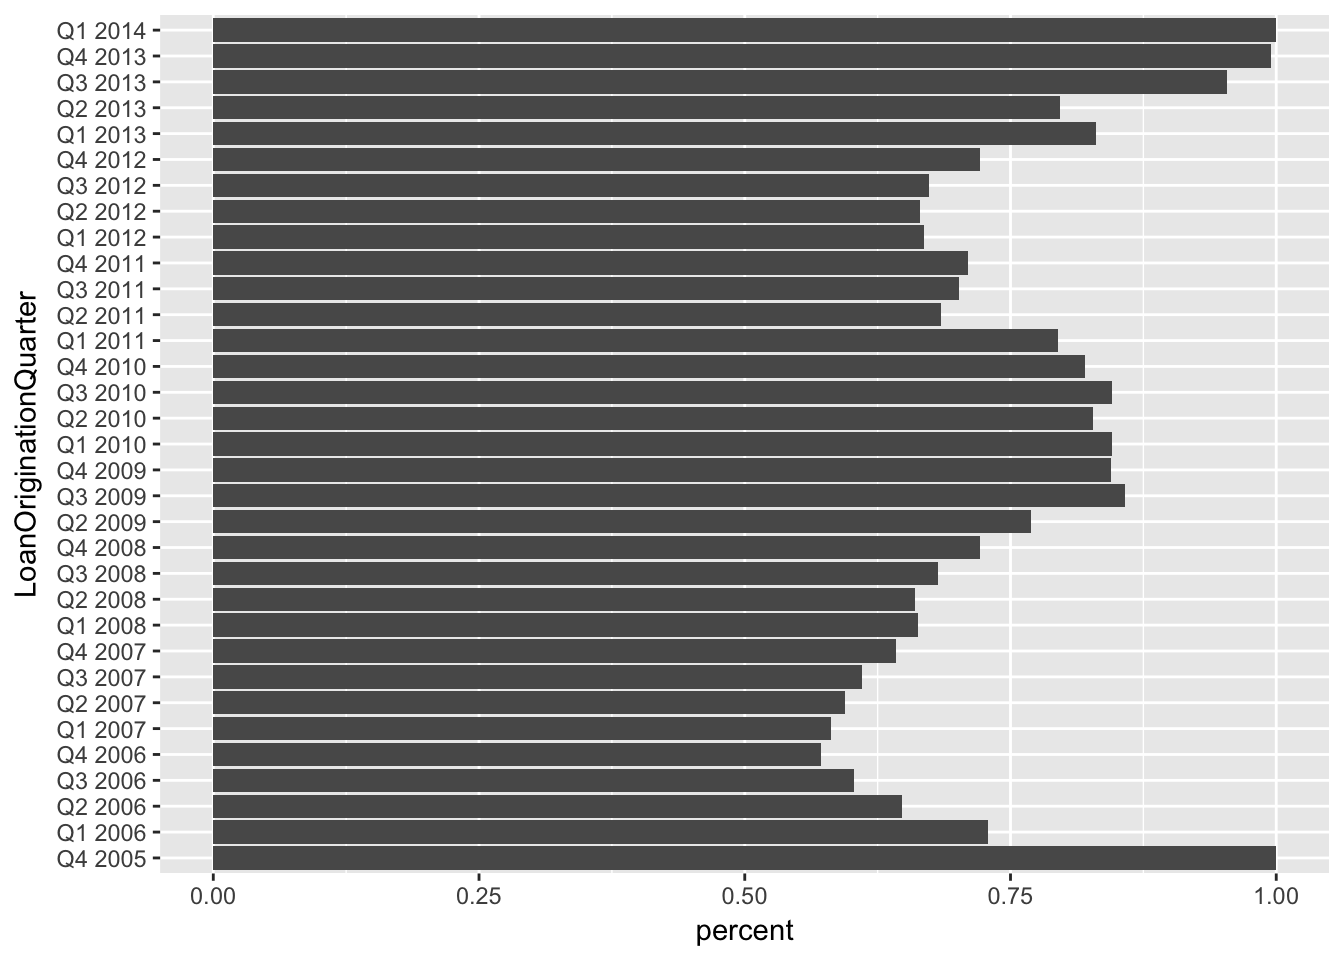 Q1 2014
Q4 2013
Q3 2013
Q2 2013
Q1 2013
Q4 2012
Q3 2012
Q2 2012
Q1 2012
Q4 2011
Q3 2011
Q2 2011
Q1 2011
Q4 2010
Q3 2010
Q2 2010
Q1 2010
Q4 2009
Q3 2009
Q2 2009
Q4 2008
Q3 2008
Q2 2008
Q1 2008
Q4 2007
Q3 2007
Q2 2007
Q1 2007
Q4 2006
Q3 2006
Q2 2006
Q1 2006
Q4 2005
LoanOriginationQuarter
0.00 0.25 0.50 0.75 1.00
percent